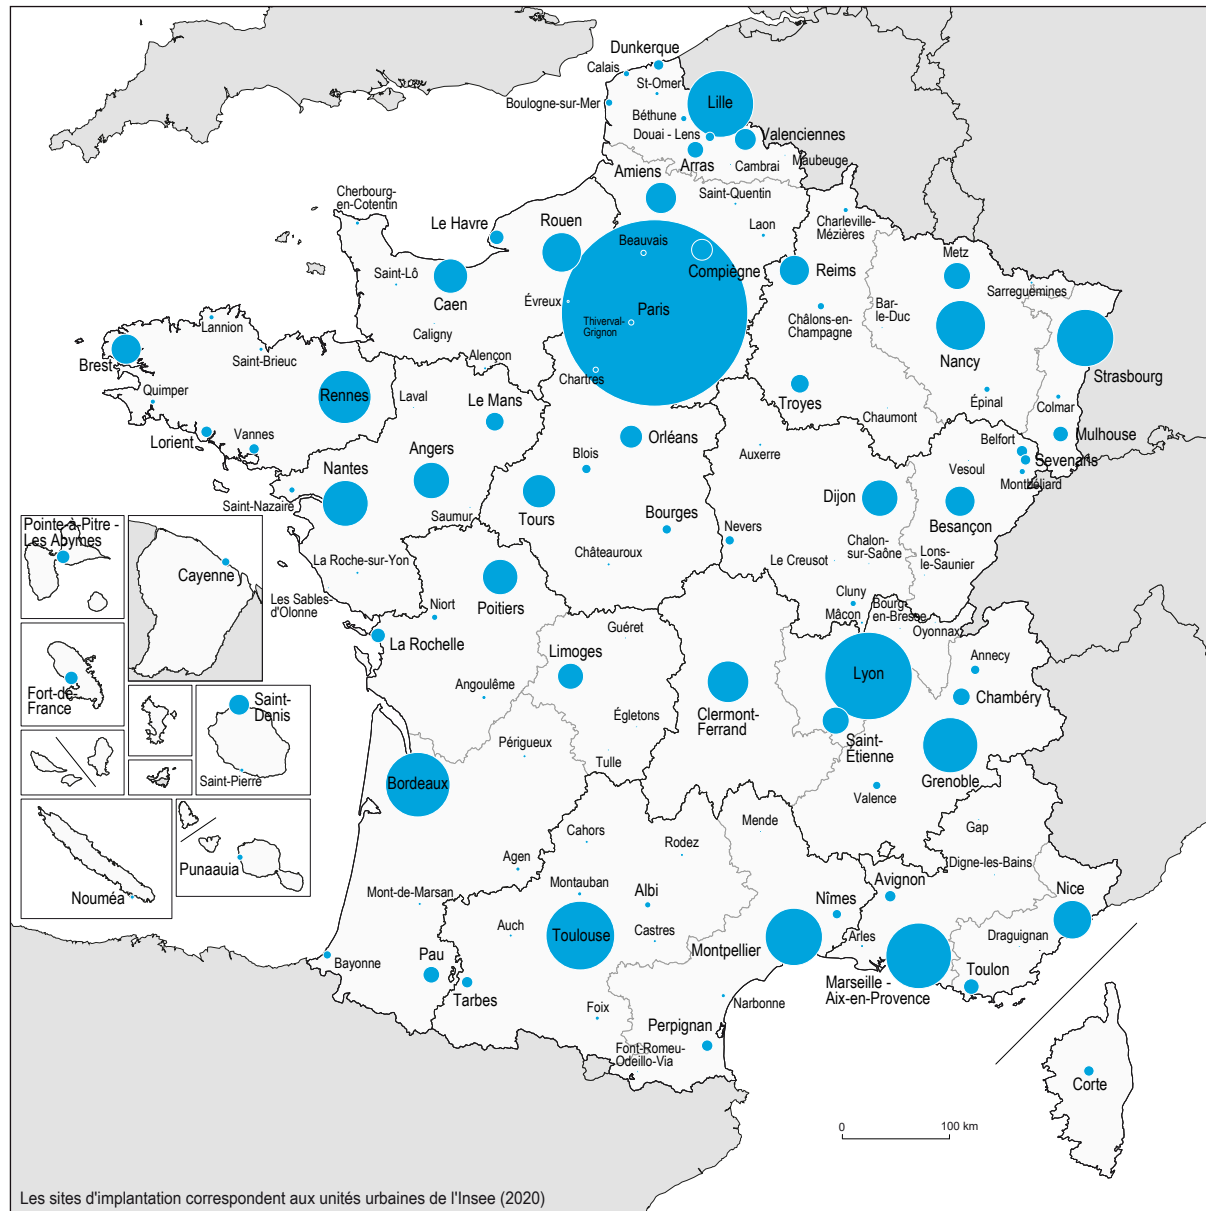 Dunkerque
Calais
St-Omer
Boulogne-sur-Mer
Lille
Béthune
Douai - Lens
Valenciennes
Arras
Cambrai
Maubeuge
Amiens
Saint-Quentin
Cherbourg-
en-Cotentin
Le Havre
Rouen
Beauvais
Laon
Charleville-
Mézières
Compiègne
Reims
Metz
Sarreguemines
Saint-Lô
Caen
Évreux
Paris
Thiverval-
Grignon
Châlons-en-
Champagne
Bar-
le-Duc
Nancy
Strasbourg
Lannion
Caligny
Brest
Saint-Brieuc
Alençon
Chartres
Troyes
Épinal
Quimper
Rennes
Laval
Le Mans
Chaumont
Colmar
Lorient
Vannes
Orléans
Mulhouse
Auxerre
Belfort
Sevenans
Nantes
Angers
Blois
Vesoul
Montbéliard
Saint-Nazaire
Saumur
Tours
Bourges
Nevers
Dijon
Besançon
Chalon-
sur-Saône
La Roche-sur-Yon
Châteauroux
Le Creusot
Lons-
le-Saunier
Pointe-à-Pitre -
Les Abymes
Cayenne
Les Sables-
d'Olonne
Poitiers
Niort
Cluny
Mâcon
Bourg-
en-Bresse
Oyonnax
La Rochelle
Guéret
Limoges
Lyon
Annecy
Fort-de-
France
Saint-
Denis
Angoulême
Égletons
Clermont-
Ferrand
Chambéry
Saint-
Étienne
Périgueux
Tulle
Grenoble
Saint-Pierre
Bordeaux
Valence
Cahors
Mende
Gap
Rodez
Punaauia
Agen
Digne-les-Bains
Nouméa
Mont-de-Marsan
Montauban
Albi
Avignon
Nice
Nîmes
Auch
Toulouse
Castres
Montpellier
Arles
Draguignan
Bayonne
Pau
Tarbes
Marseille -
Aix-en-Provence
Toulon
Foix
Narbonne
Perpignan
Font-Romeu-
Odeillo-Via
Corte
0
100 km
Les sites d'implantation correspondent aux unités urbaines de l'Insee (2020)